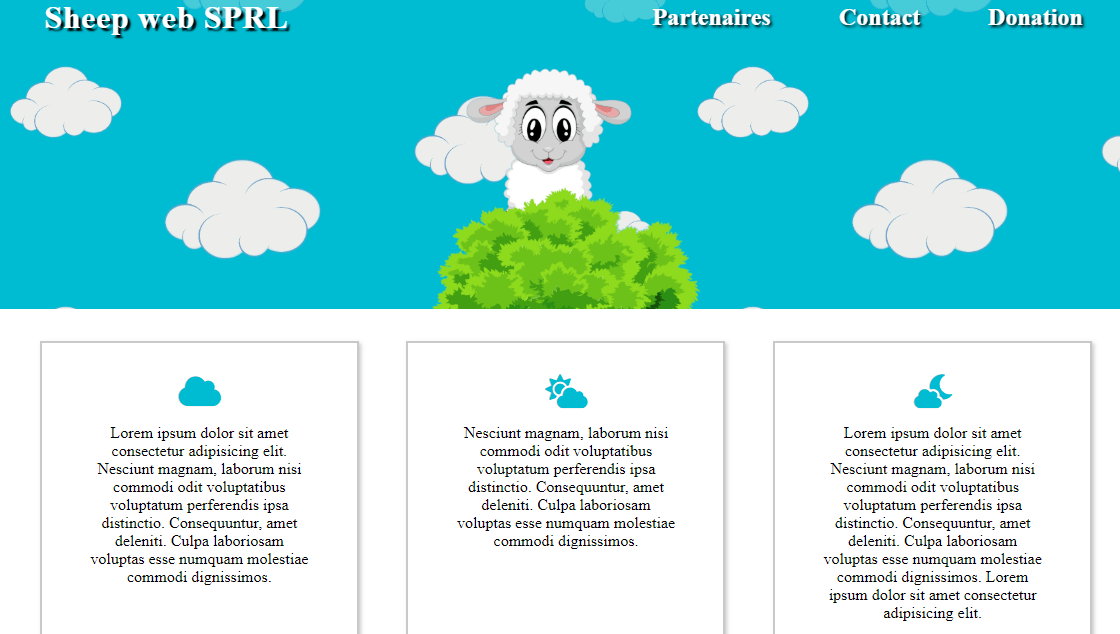 Sheep web SPRL
Partenaires
Contact
Donation
Lorem ipsum dolor sit amet
consectetur adipisicing elit.
Nesciunt magnam, laborum nisi
commodi odit voluptatibus
voluptatum perferendis ipsa
distinctio. Consequuntur, amet
deleniti. Culpa laboriosam
voluptas esse numquam molestiae
commodi dignissimos.
Nesciunt magnam, laborum nisi
commodi odit voluptatibus
voluptatum perferendis ipsa
distinctio. Consequuntur, amet
deleniti. Culpa laboriosam
voluptas esse numquam molestiae
commodi dignissimos.
Lorem ipsum dolor sit amet
consectetur adipisicing elit.
Nesciunt magnam, laborum nisi
commodi odit voluptatibus
voluptatum perferendis ipsa
distinctio. Consequuntur, amet
deleniti. Culpa laboriosam
voluptas esse numquam molestiae
commodi dignissimos. Lorem
ipsum dolor sit amet consectetur
adipisicing elit.